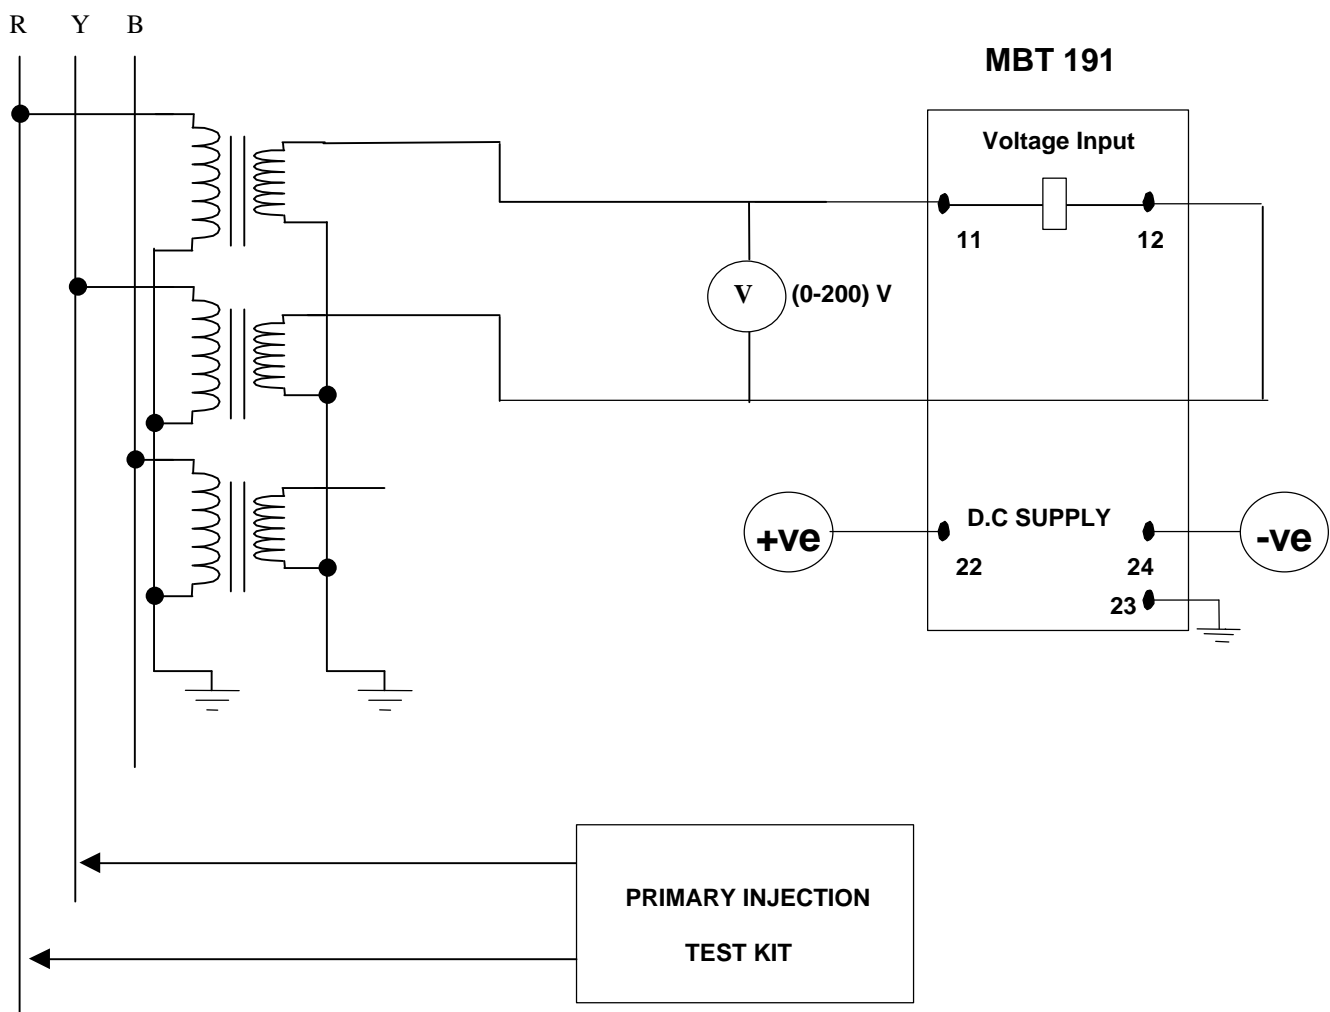 R Y B
MBT 191
Voltage Input
11 12
V (0-200) V
+ve D.C SUPPLY -ve
22 24
23
PRIMARY INJECTION
TEST KIT